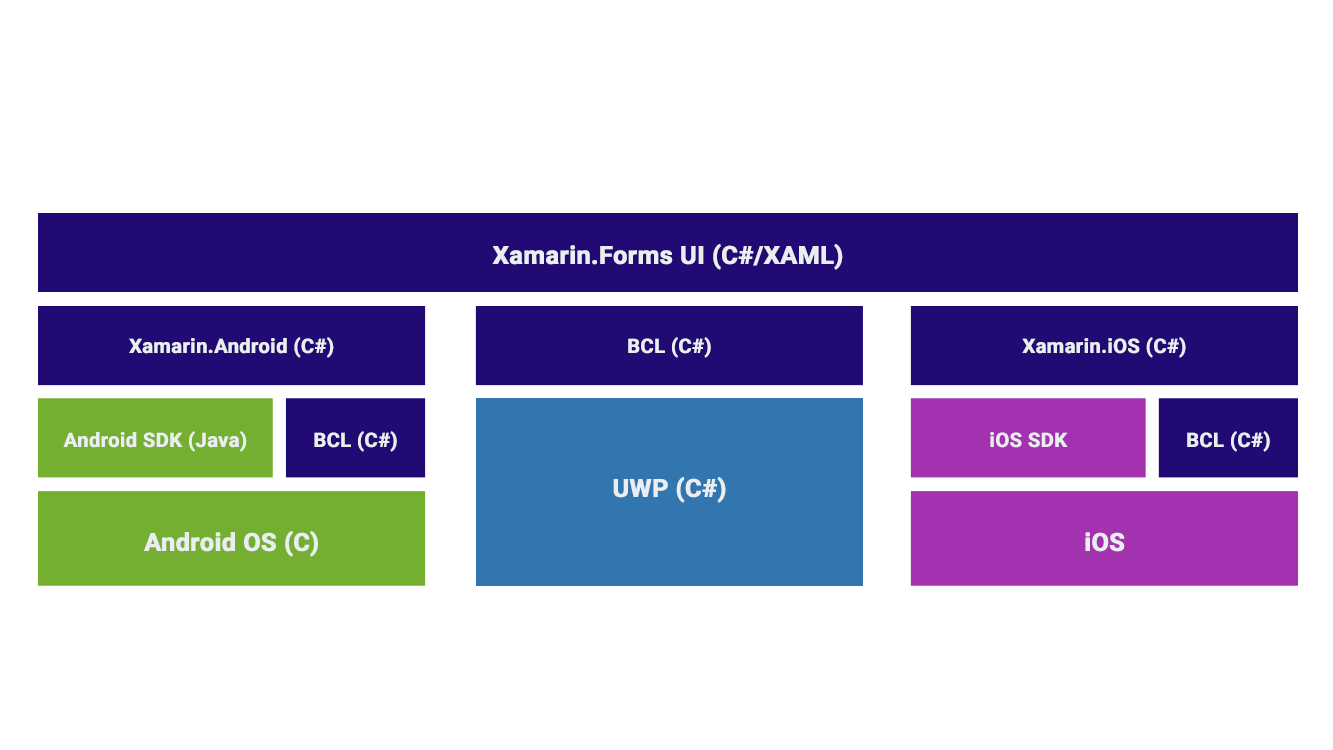 Xamarin.Forms UI (C#/XAML)
Xamarin.Android (C#)
BCL (C#)
Xamarin.iOS (C#)
Android SDK (Java)
BCL (C#)
iOS SDK
BCL (C#)
UWP (C#)
Android OS (C)
iOS